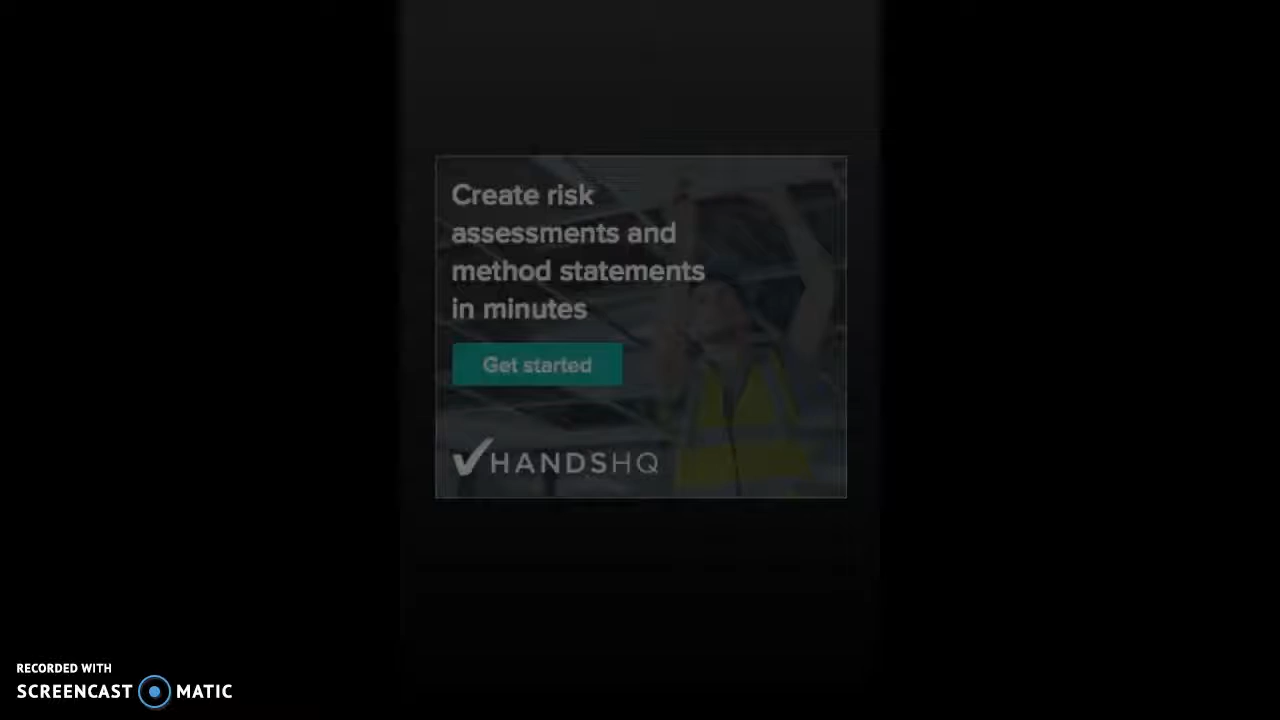 Create risk
assessments and
method statements
in minutes
Get started
HANDSHQ
RECORDED WITH
SCREENCAST MATIC